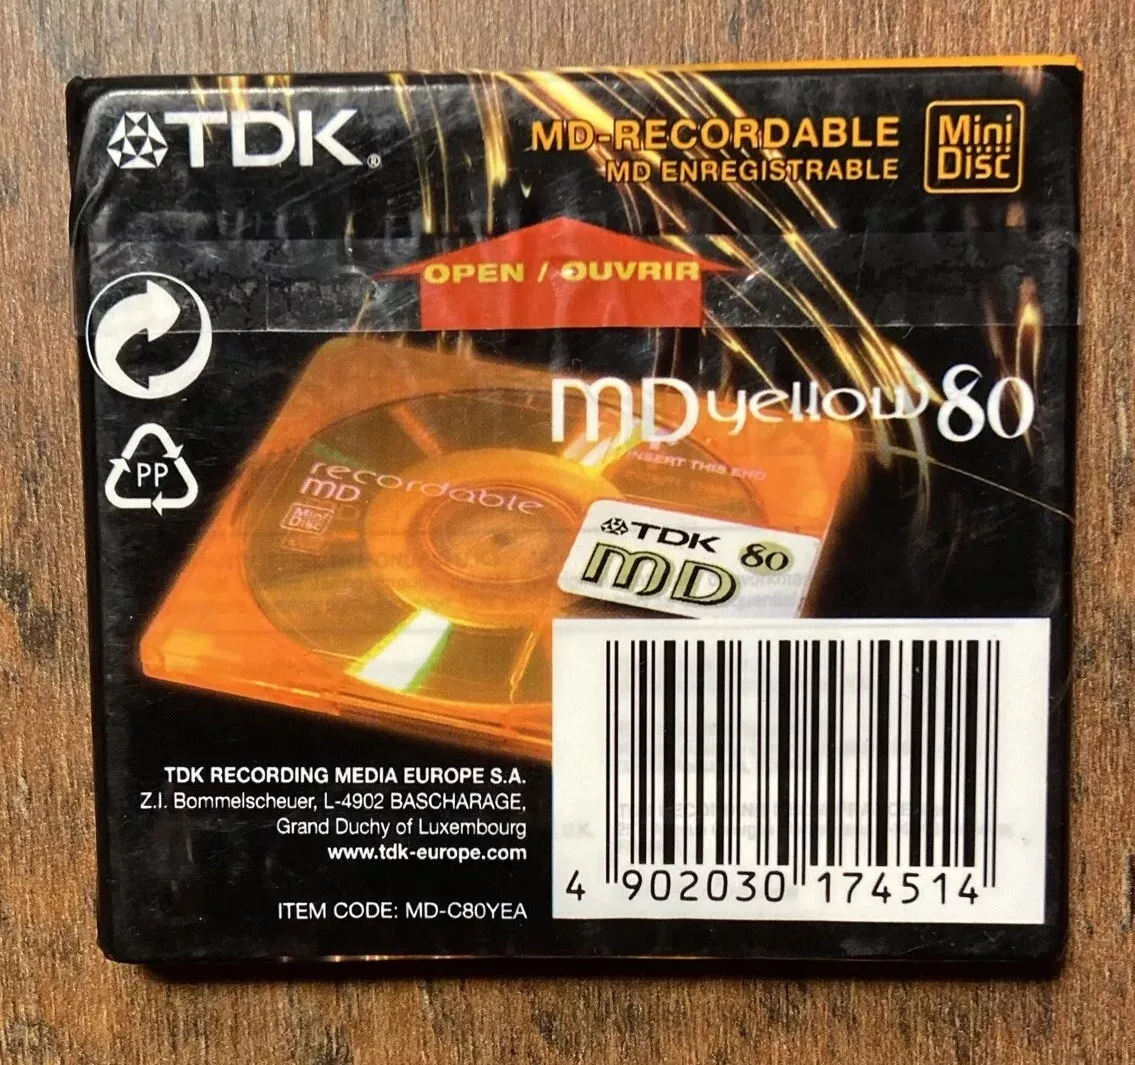 TDK®
MD-RECORDABLE
MD ENREGISTRABLE
Mini
Disc
OPEN / OUVRIR
MD yellow 80
INSERT THIS END
recordable
MD
Mini
Disc
PP
TDK
MD 80
TDK RECORDING MEDIA EUROPE S.A.
Z.I. Bommelscheuer, L-4902 BASCHARAGE,
Grand Duchy of Luxembourg
www.tdk-europe.com
ITEM CODE: MD-C80YEA
4 902030 174514